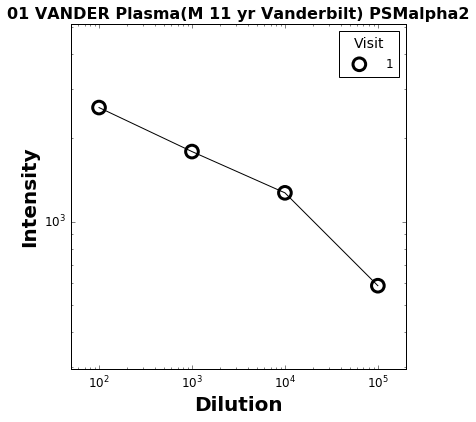 01 VANDER Plasma(M 11 yr Vanderbilt) PSMalpha2
Visit
1
Intensity
10³
10² 10³ 10⁴ 10⁵
Dilution